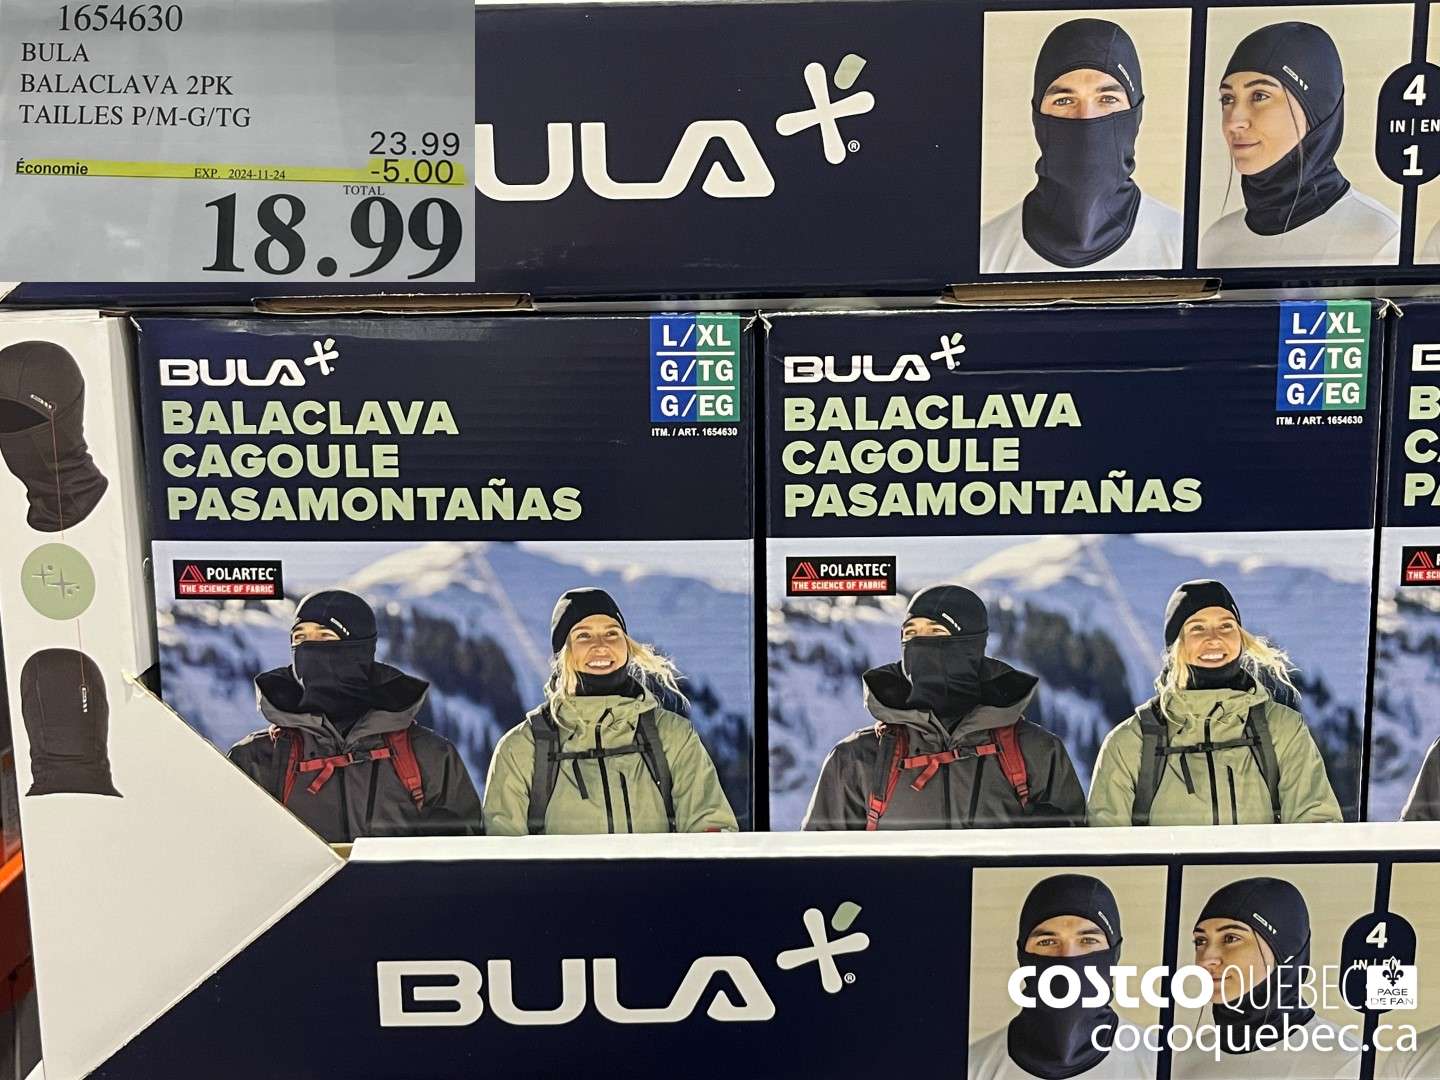 1654630
BULA
BALACLAVA 2PK
TAILLES P/M-G/TG
23.99
Économie EXP. 2024-11-24 -5.00
TOTAL
18.99
BULA ®
4
IN | EN
1
BULA
BALACLAVA
CAGOULE
PASAMONTAÑAS
L/XL
G/TG
G/EG
ITM. / ART. 1654630
POLARTEC
THE SCIENCE OF FABRIC
BULA
BALACLAVA
CAGOULE
PASAMONTAÑAS
L/XL
G/TG
G/EG
ITM. / ART. 1654630
POLARTEC
THE SCIENCE OF FABRIC
BULA ®
4
IN | EN
COSTCO QUÉBEC
PAGE
DE FAN
cocoquebec.ca